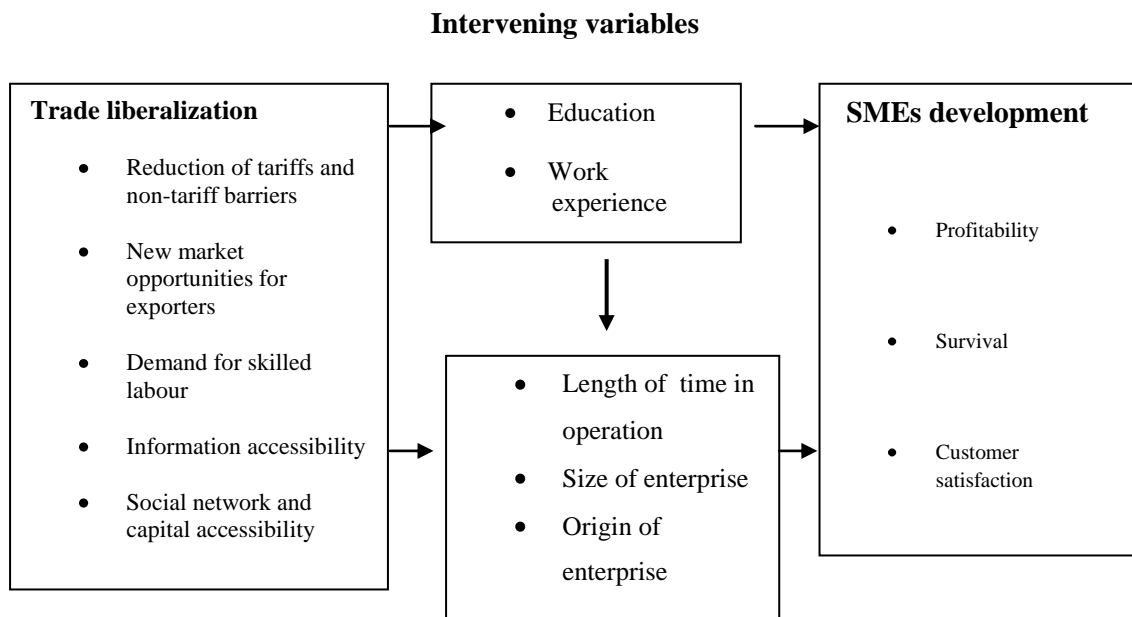 Intervening variables
Trade liberalization
• Reduction of tariffs and
non-tariff barriers
• New market
opportunities for
exporters
• Demand for skilled
labour
• Information accessibility
• Social network and
capital accessibility
• Education
• Work
experience
• Length of time in
operation
• Size of enterprise
• Origin of
enterprise
SMEs development
• Profitability
• Survival
• Customer
satisfaction